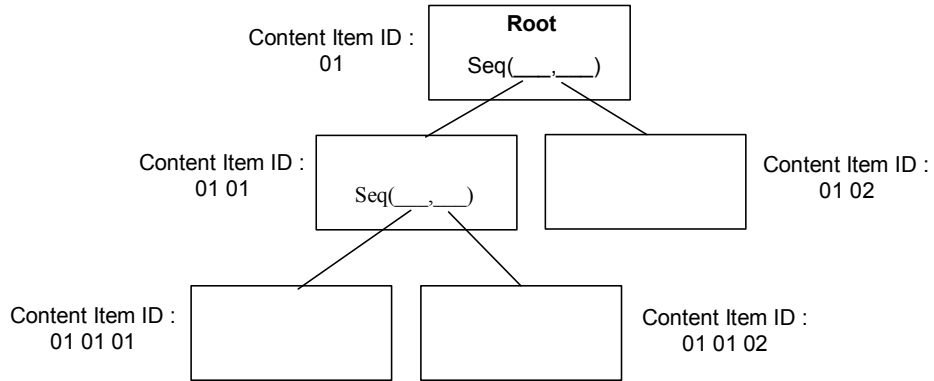 Content Item ID :
01
Root
Seq(___,___)
Content Item ID :
01 01
Seq(___,___)
Content Item ID :
01 02
Content Item ID :
01 01 01
Content Item ID :
01 01 02